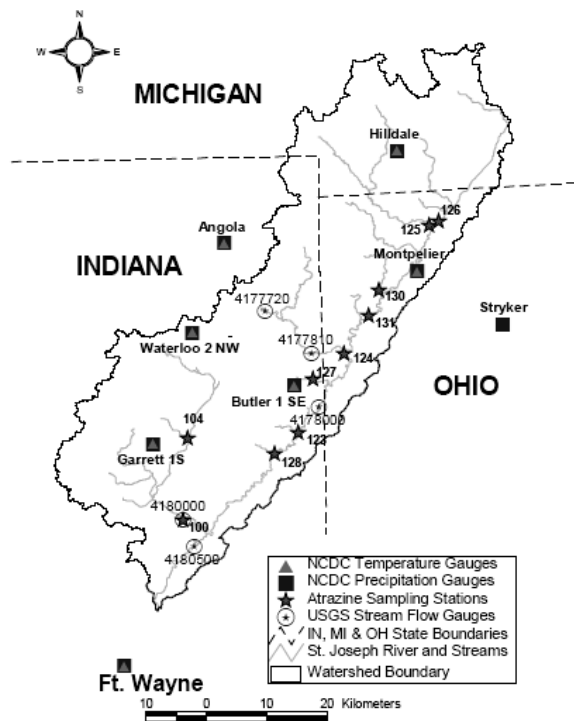 N
W E
S
MICHIGAN
Hilldale
126
125
Angola
Montpelier
INDIANA
4177720
130
Stryker
131
Waterloo 2 NW
4177810
124
127
OHIO
Butler 1 SE
4178000
104
123
Garrett 1S
128
4180000
100
4180500
NCDC Temperature Gauges
NCDC Precipitation Gauges
Atrazine Sampling Stations
USGS Stream Flow Gauges
IN, MI & OH State Boundaries
St. Joseph River and Streams
Watershed Boundary
Ft. Wayne
10 0 10 20 Kilometers